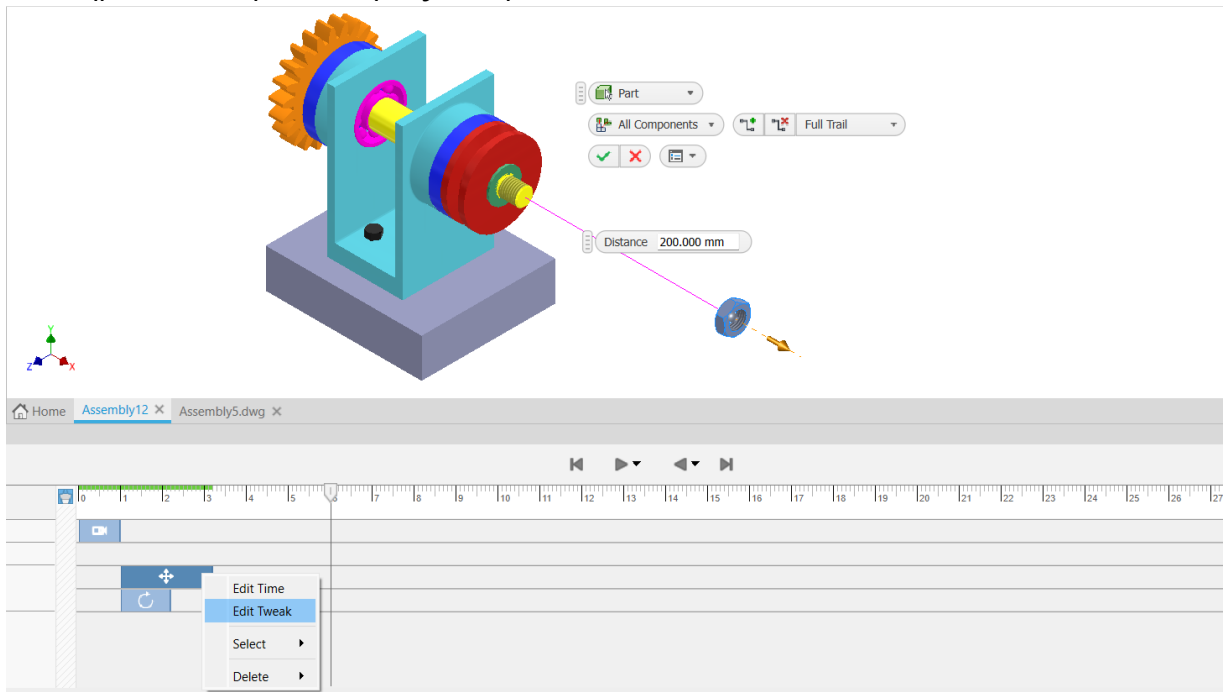 Part
All Components
Full Trail
Distance 200.000 mm
Y
Z X
Home Assembly12 Assembly5.dwg
0 1 2 3 4 5 6 7 8 9 10 11 12 13 14 15 16 17 18 19 20 21 22 23 24 25 26 27
Edit Time
Edit Tweak
Select
Delete